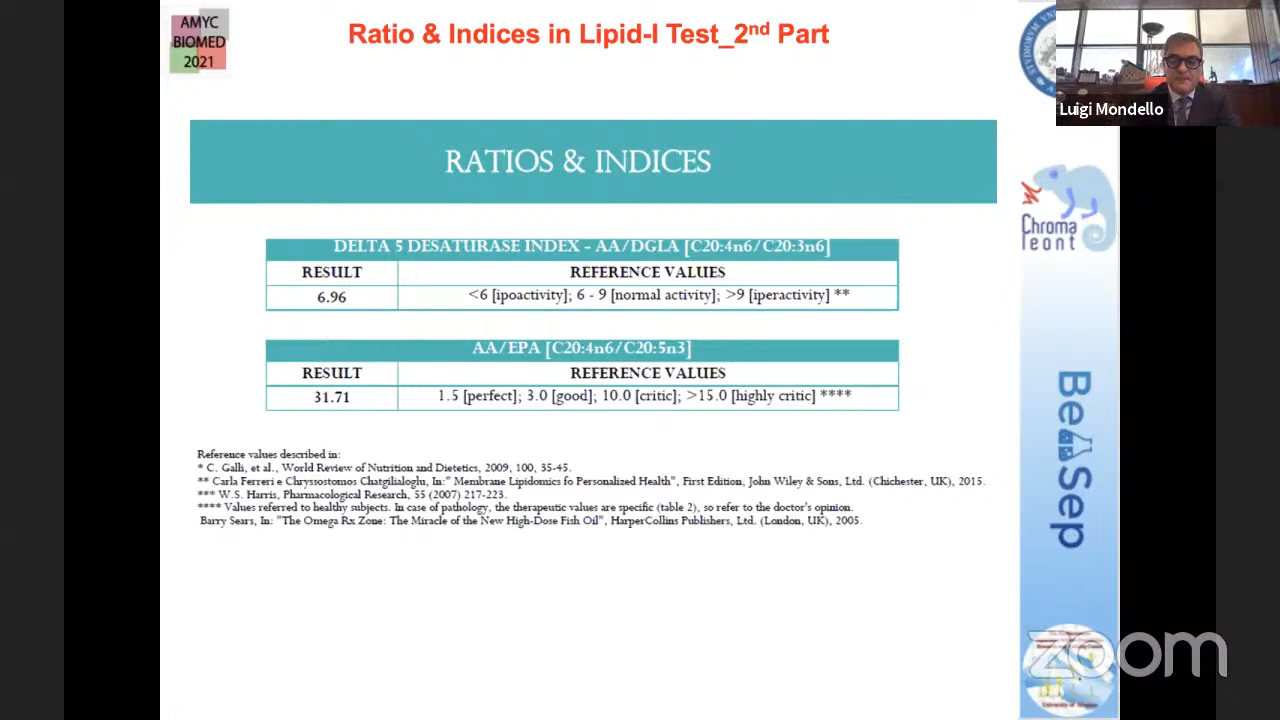 AMYC
BIOMED
2021
Ratio & Indices in Lipid-I Test_2nd Part
Luigi Mondello
RATIOS & INDICES
DELTA 5 DESATURASE INDEX – AA/DGLA [C20:4n6/C20:3n6]
RESULT REFERENCE VALUES
6.96 <6 [ipoactivity]; 6 - 9 [normal activity]; >9 [iperactivity] **
AA/EPA [C20:4n6/C20:5n3]
RESULT REFERENCE VALUES
31.71 1.5 [perfect]; 3.0 [good]; 10.0 [critic]; >15.0 [highly critic] ****
Reference values described in:
* C. Galli, et al., World Review of Nutrition and Dietetics, 2009, 100, 35-45.
** Carla Ferreri e Chryssostomos Chatgilialoglu, In:" Membrane Lipidomics fo Personalized Health", First Edition, John Wiley & Sons, Ltd. (Chichester, UK), 2015.
*** W.S. Harris, Pharmacological Research, 55 (2007) 217-223.
**** Values referred to healthy subjects. In case of pathology, the therapeutic values are specific (table 2), so refer to the doctor's opinion.
Barry Sears, In: "The Omega Rx Zone: The Miracle of the New High-Dose Fish Oil", HarperCollins Publishers, Ltd. (London, UK), 2005.
Chroma
leont
BeSep
zoom